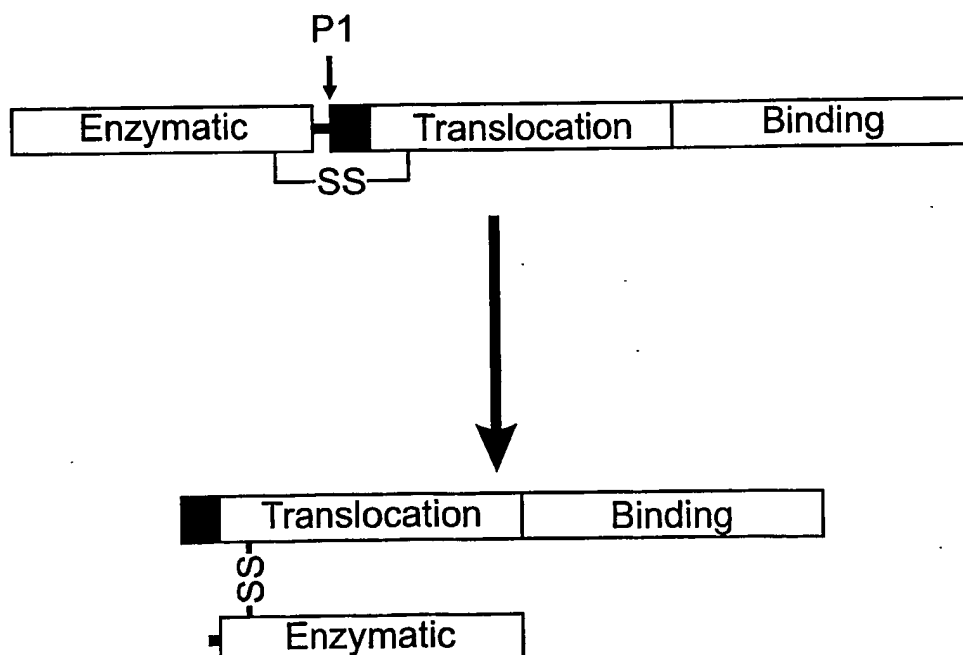 P1
Enzymatic Translocation Binding
SS
Translocation Binding
SS
Enzymatic